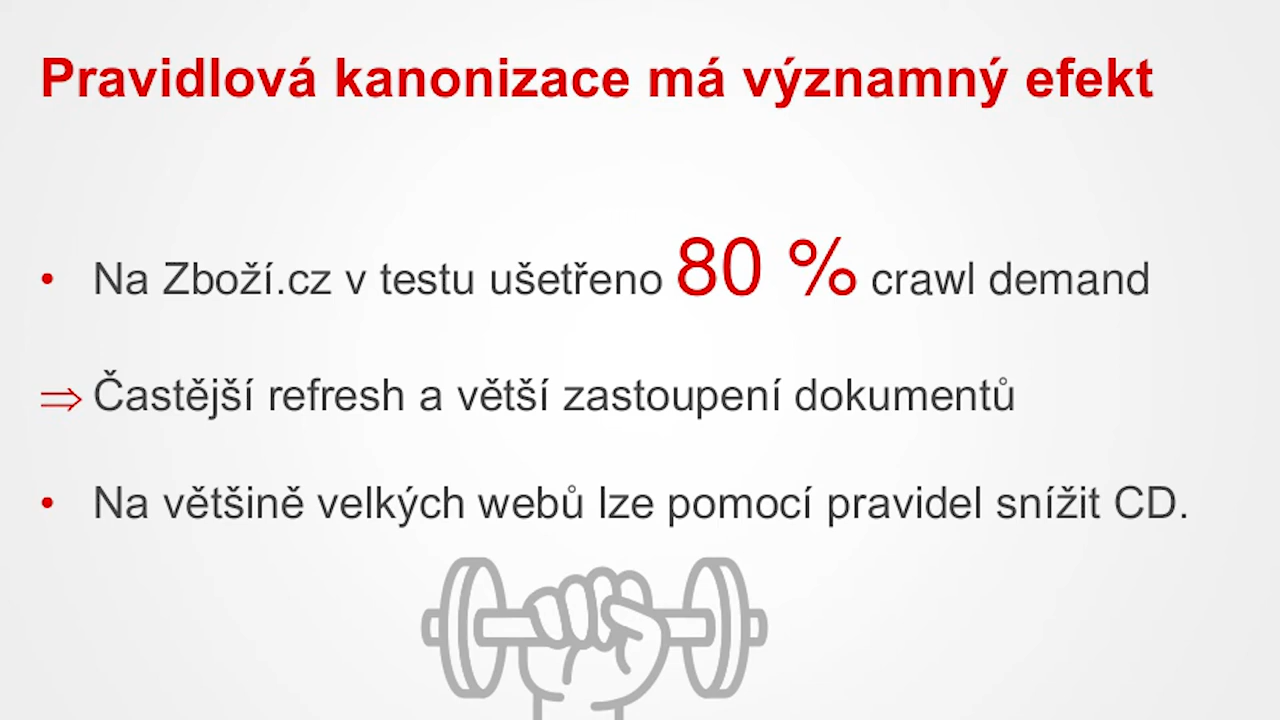 Pravidlová kanonizace má významný efekt
• Na Zboží.cz v testu ušetřeno 80 % crawl demand
⇒ Častější refresh a větší zastoupení dokumentů
• Na většině velkých webů lze pomocí pravidel snížit CD.